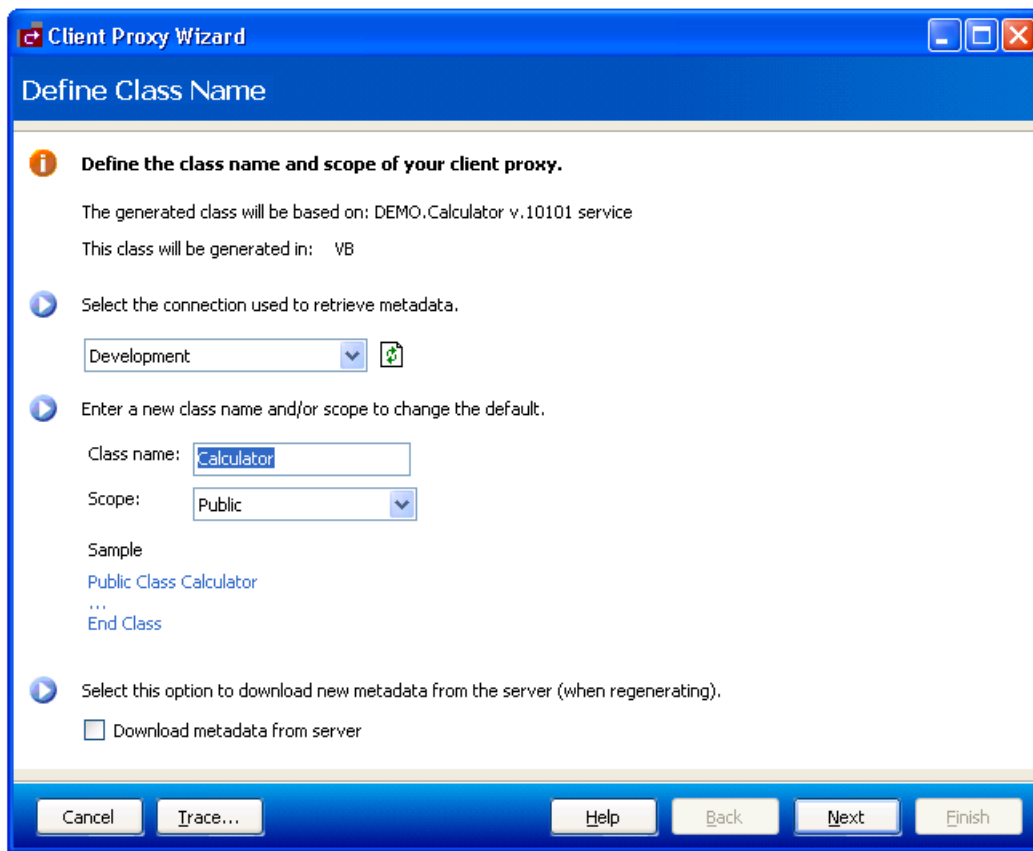 Client Proxy Wizard
Define Class Name
Define the class name and scope of your client proxy.
The generated class will be based on: DEMO.Calculator v.10101 service
This class will be generated in: VB
Select the connection used to retrieve metadata.
Development
Enter a new class name and/or scope to change the default.
Class name: Calculator
Scope: Public
Sample
Public Class Calculator
...
End Class
Select this option to download new metadata from the server (when regenerating).
Download metadata from server
Cancel Trace... Help Back Next Finish